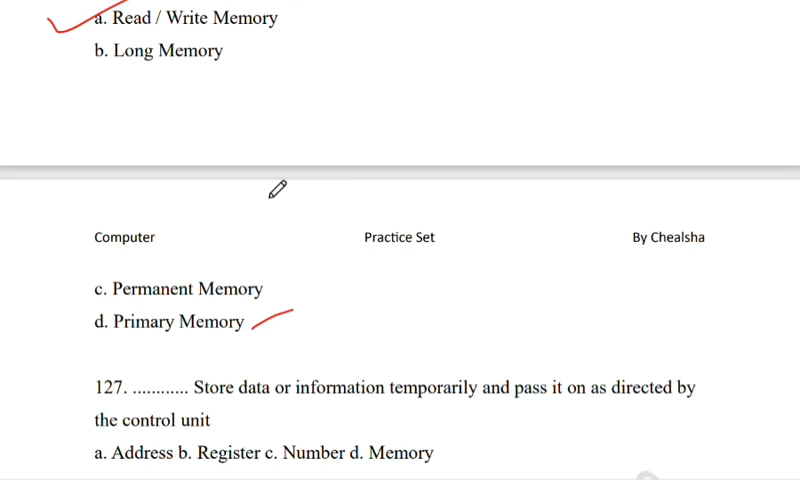 a. Read / Write Memory
b. Long Memory
Computer Practice Set By Chealsha
c. Permanent Memory
d. Primary Memory
127. ............ Store data or information temporarily and pass it on as directed by
the control unit
a. Address b. Register c. Number d. Memory